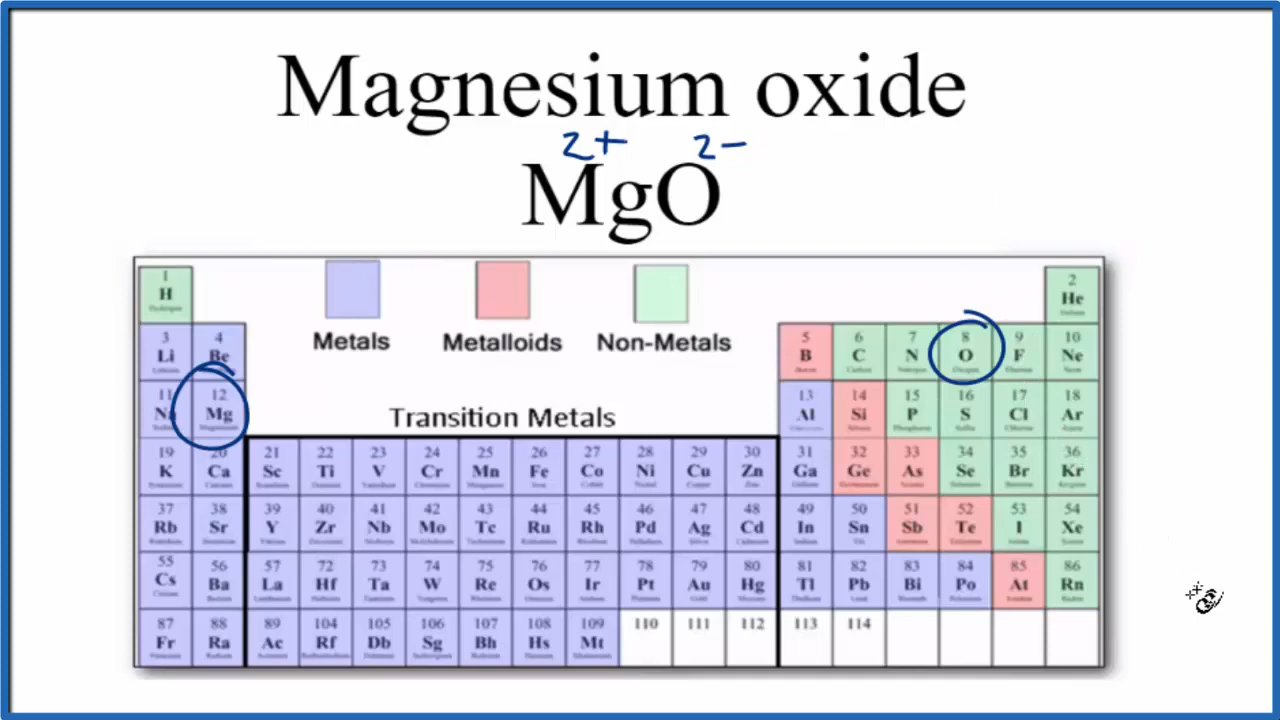 Magnesium oxide
2+ 2-
MgO
1 2
H He
Metals Metalloids Non-Metals
3 4 5 6 7 8 9 10
Li Be B C N O F Ne
11 12 13 14 15 16 17 18
Na Mg Al Si P S Cl Ar
Transition Metals
19 20 21 22 23 24 25 26 27 28 29 30 31 32 33 34 35 36
K Ca Sc Ti V Cr Mn Fe Co Ni Cu Zn Ga Ge As Se Br Kr
37 38 39 40 41 42 43 44 45 46 47 48 49 50 51 52 53 54
Rb Sr Y Zr Nb Mo Tc Ru Rh Pd Ag Cd In Sn Sb Te I Xe
55 56 57 72 73 74 75 76 77 78 79 80 81 82 83 84 85 86
Cs Ba La Hf Ta W Re Os Ir Pt Au Hg Tl Pb Bi Po At Rn
87 88 89 104 105 106 107 108 109 110 111 112 113 114
Fr Ra Ac Rf Db Sg Bh Hs Mt